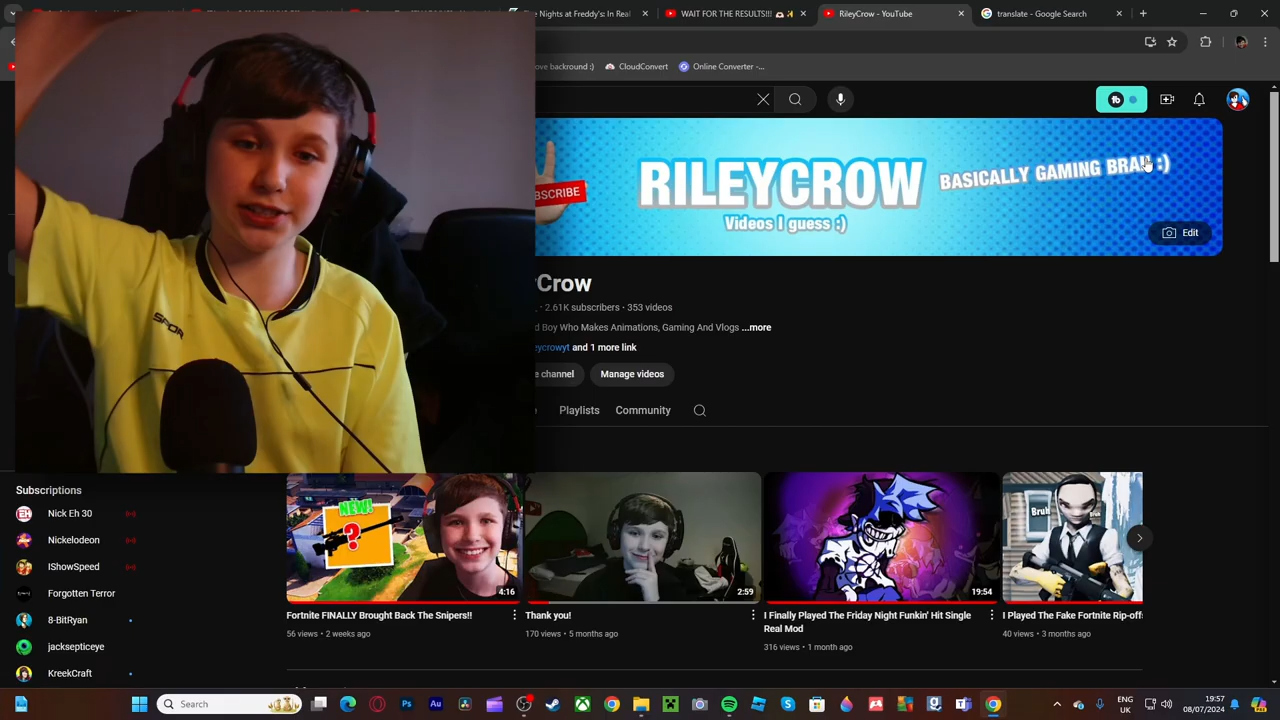 he Nights at Freddy's In Real
WAIT FOR THE RESULTS!!!
RileyCrow - YouTube
translate - Google Search
ove backround :)
CloudConvert
Online Converter -...
BSCRIBE
RILEYCROW
Videos I guess :)
BASICALLY GAMING BRAD :)
Edit
Crow
2.61K subscribers · 353 videos
d Boy Who Makes Animations, Gaming And Vlogs ...more
eycrowyt and 1 more link
e channel
Manage videos
Playlists
Community
Subscriptions
Nick Eh 30
Nickelodeon
IShowSpeed
Forgotten Terror
8-BitRyan
jacksepticeye
KreekCraft
NEW!
?
4:16
Fortnite FINALLY Brought Back The Snipers!!
56 views · 2 weeks ago
2:59
Thank you!
170 views · 5 months ago
19:54
I Finally Played The Friday Night Funkin' Hit Single
Real Mod
316 views · 1 month ago
Bruh
I Played The Fake Fortnite Rip-off
40 views · 3 months ago
Search
ENG
UK
19:57
08/07/2024